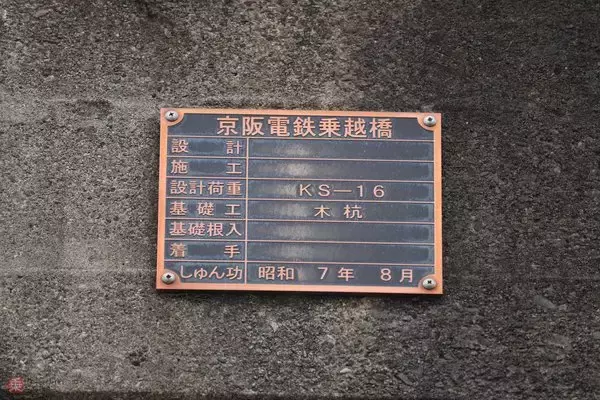 京阪電鉄乗越橋
設計
施工
設計荷重 KS―16
基礎工 木杭
基礎根入
着手
しゅん功 昭和 7年 8月